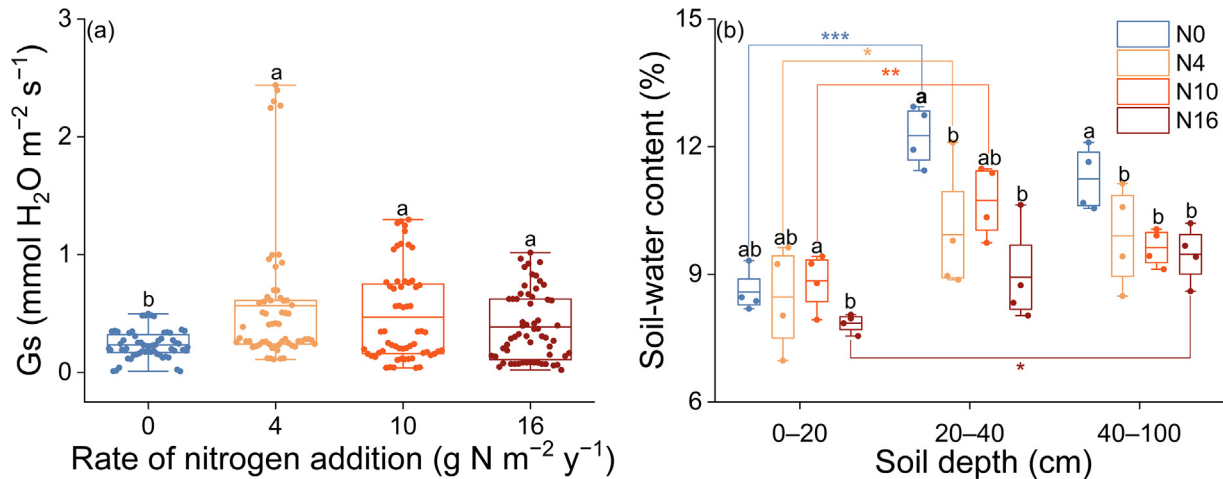 (a)
Gs (mmol H₂O m⁻² s⁻¹)
3
2
1
0
b
a
a
a
0
4
10
16
Rate of nitrogen addition (g N m⁻² y⁻¹)
(b)
Soil-water content (%)
15
12
9
6
N0
N4
N10
N16
***
*
**
*
ab
ab
a
b
a
b
ab
b
a
b
b
b
0–20
20–40
40–100
Soil depth (cm)